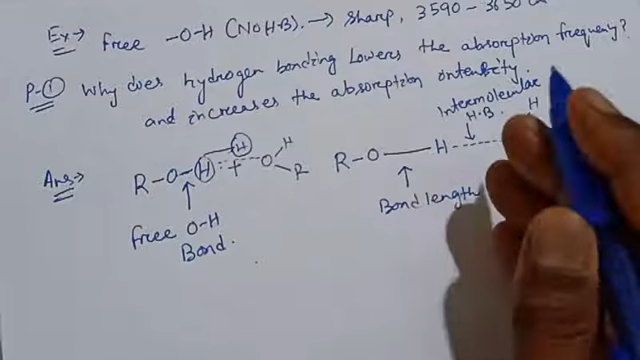 Ex→ free -O-H (NO H.B). → sharp, 3590 - 3650 cm
P-① Why does hydrogen bonding lowers the absorption frequency?
and increases the absorption intensity.
Intermolecular
H.B.
H
Ans→ R-O-H + H O H R
R-O H
free O-H
Bond.
Bond length